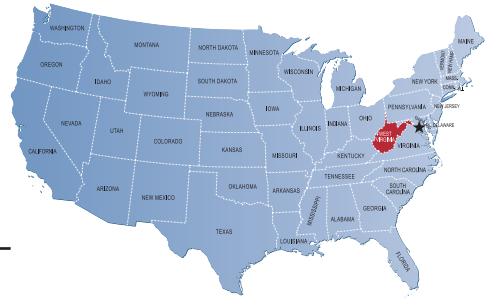 WASHINGTON
MAINE
MONTANA
NORTH DAKOTA
MINNESOTA
VERMONT
NEW HAMP.
OREGON
WISCONSIN
IDAHO
SOUTH DAKOTA
NEW YORK
MASS.
CONN.
RI
WYOMING
MICHIGAN
IOWA
PENNSYLVANIA
NEW JERSEY
NEBRASKA
NEVADA
OHIO
DELAWARE
UTAH
ILLINOIS
INDIANA
WEST
VIRGINIA
COLORADO
CALIFORNIA
KANSAS
MISSOURI
KENTUCKY
VIRGINIA
NORTH CAROLINA
TENNESSEE
ARIZONA
OKLAHOMA
ARKANSAS
SOUTH
CAROLINA
NEW MEXICO
MISSISSIPPI
ALABAMA
GEORGIA
TEXAS
LOUISIANA
FLORIDA